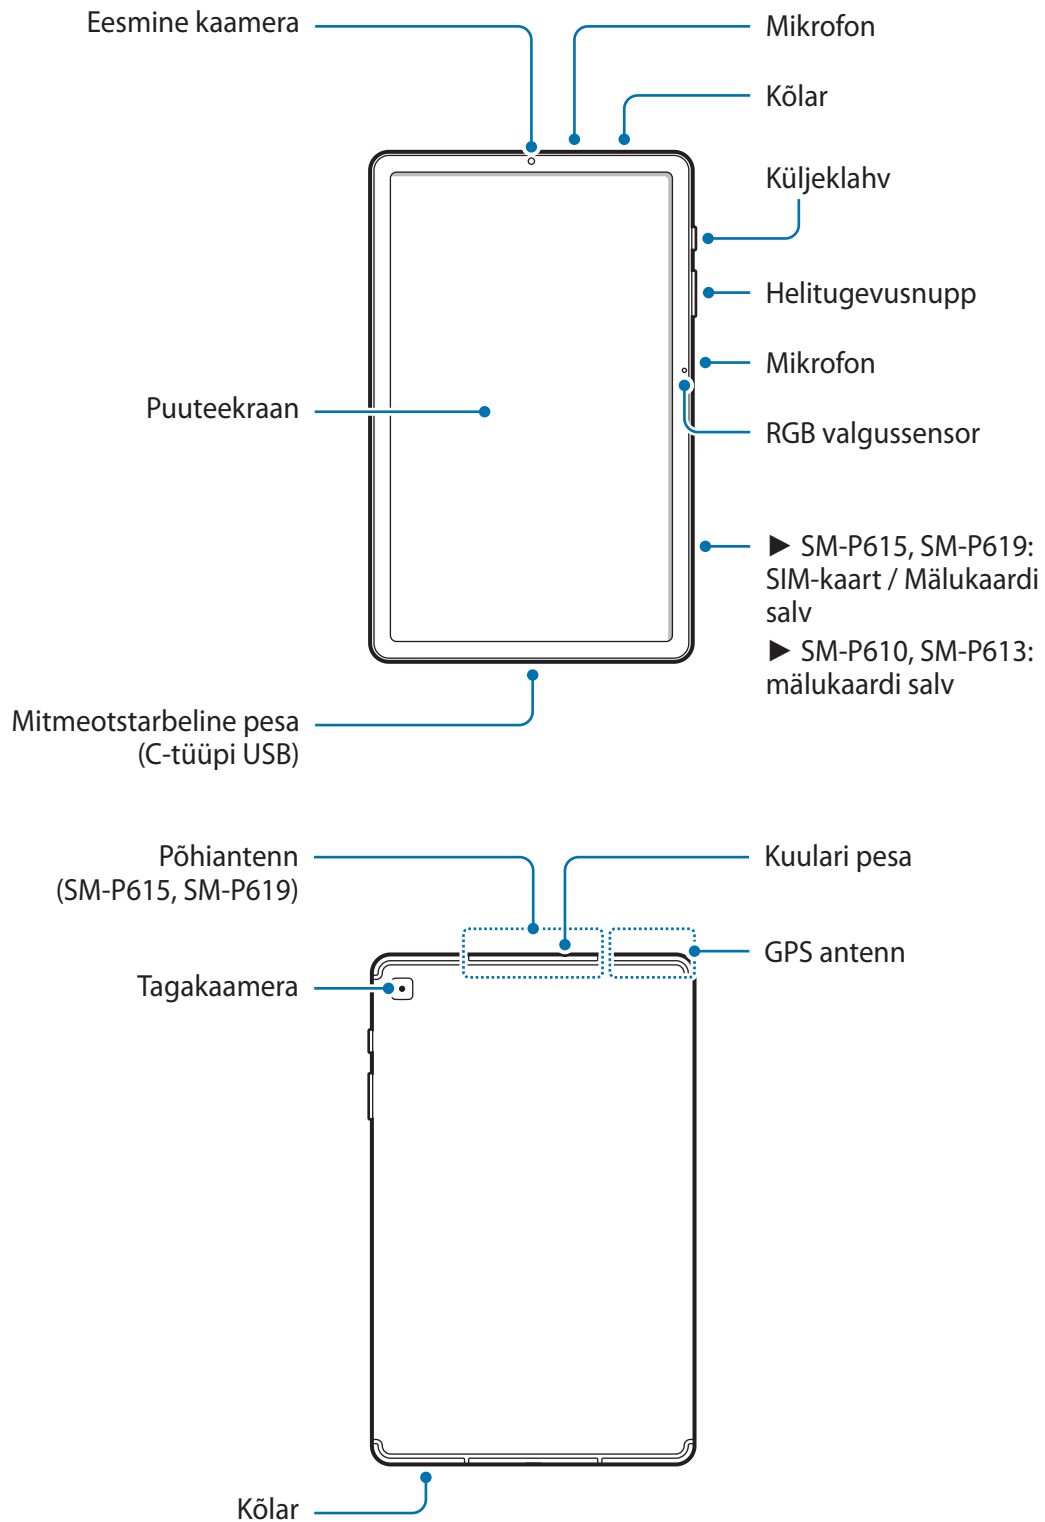 Eesmine kaamera
Mikrofon
Kõlar
Küljeklahv
Helitugevusnupp
Mikrofon
Puuteekraan
RGB valgussensor
► SM-P615, SM-P619:
SIM-kaart / Mälukaardi
salv
► SM-P610, SM-P613:
mälukaardi salv
Mitmeotstarbeline pesa
(C-tüüpi USB)
Põhiantenn
(SM-P615, SM-P619)
Kuulari pesa
GPS antenn
Tagakaamera
Kõlar